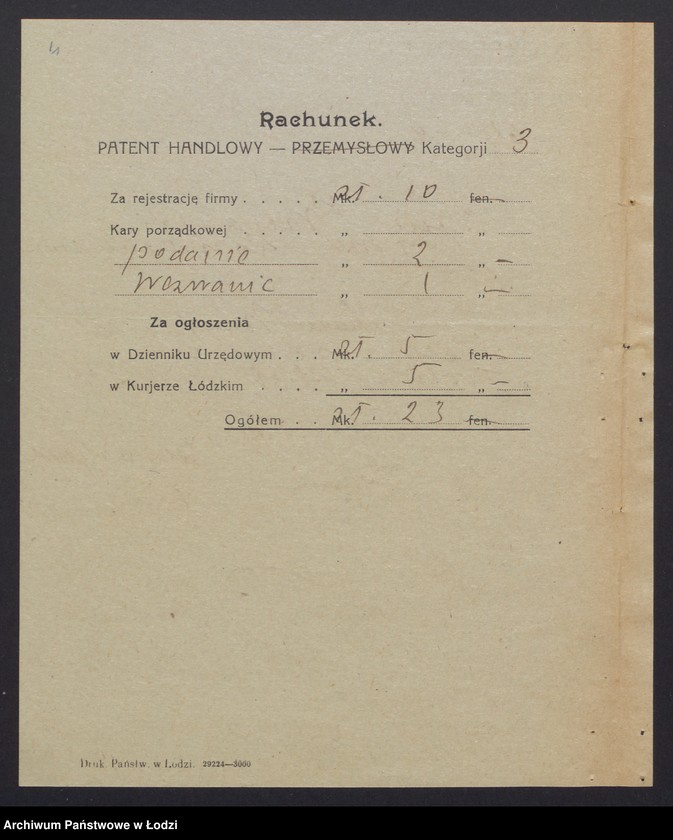 4
Rachunek.
PATENT HANDLOWY — PRZEMYSŁOWY Kategorji 3
Za rejestrację firmy . . . . . Mk. zł. 10 fen. —
Kary porządkowej . . . . . „ „
podanie „ 2 „ —
Wezwanie „ 1 „ —
Za ogłoszenia
w Dzienniku Urzędowym . . . Mk. zł. 5 fen. —
w Kurjerze Łódzkim . . . . „ 5 „ —
Ogółem . . Mk. zł. 23 fen. —
Druk. Państw. w Łodzi. 29224—3000
Archiwum Państwowe w Łodzi